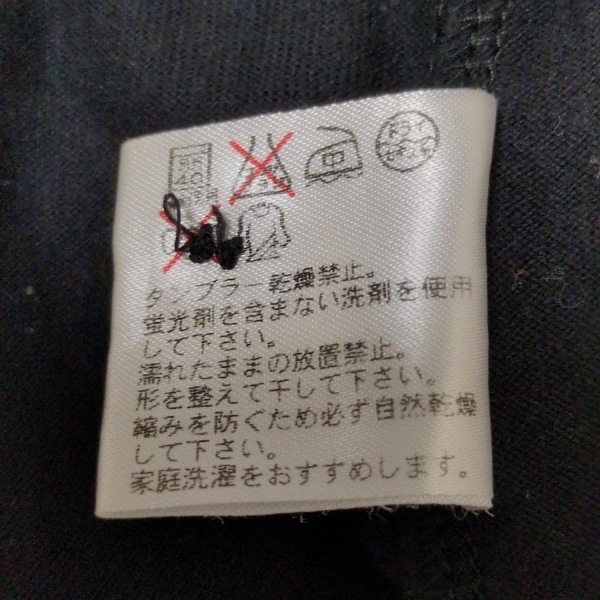 40
タンブラー乾燥禁止。
蛍光剤を含まない洗剤を使用
して下さい。
濡れたままの放置禁止。
形を整えて干して下さい。
縮みを防ぐため必ず自然乾燥
して下さい。
家庭洗濯をおすすめします。